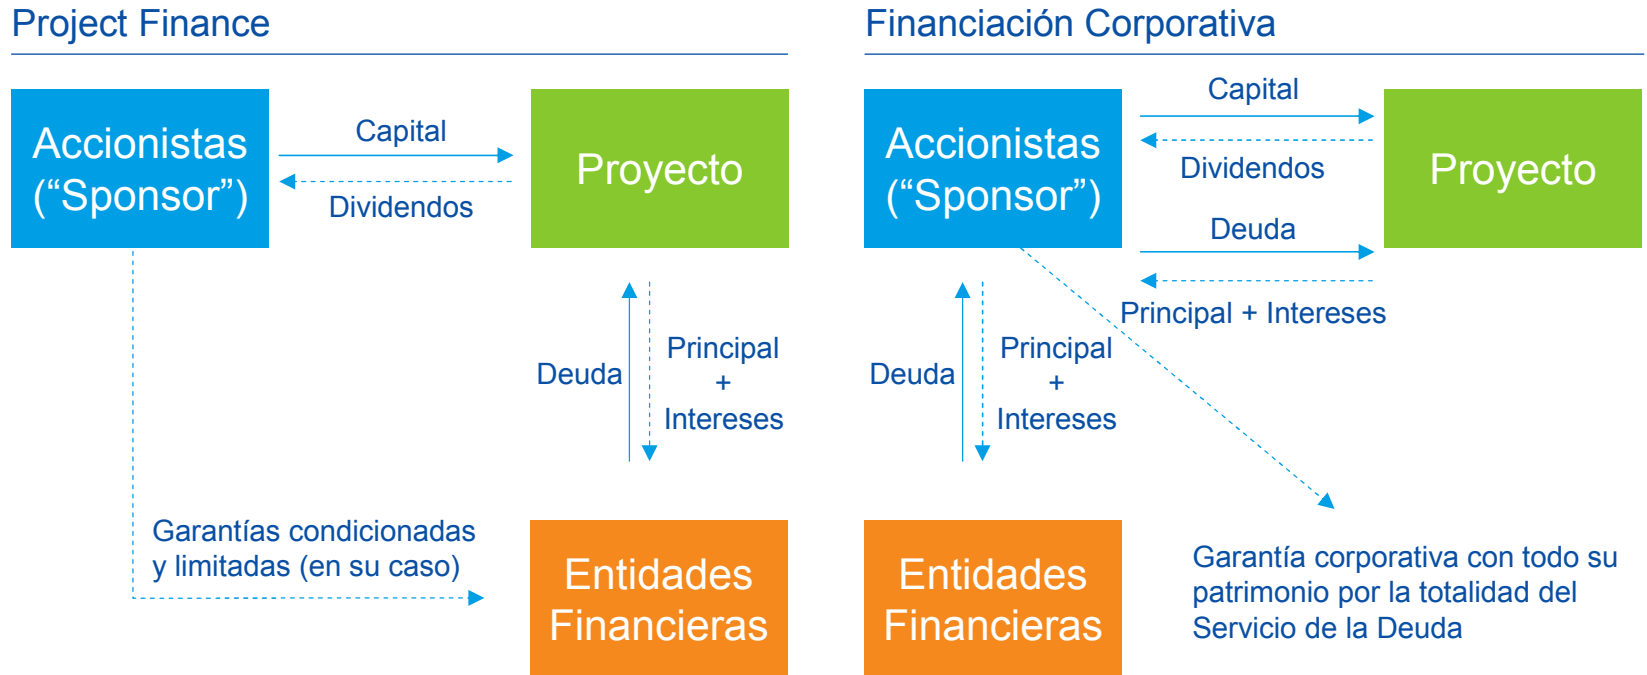 Project Finance
Accionistas
(“Sponsor”)
Capital
Dividendos
Proyecto
Deuda
Principal
+
Intereses
Garantías condicionadas
y limitadas (en su caso)
Entidades
Financieras
Financiación Corporativa
Accionistas
(“Sponsor”)
Capital
Dividendos
Deuda
Principal + Intereses
Proyecto
Deuda
Principal
+
Intereses
Entidades
Financieras
Garantía corporativa con todo su
patrimonio por la totalidad del
Servicio de la Deuda